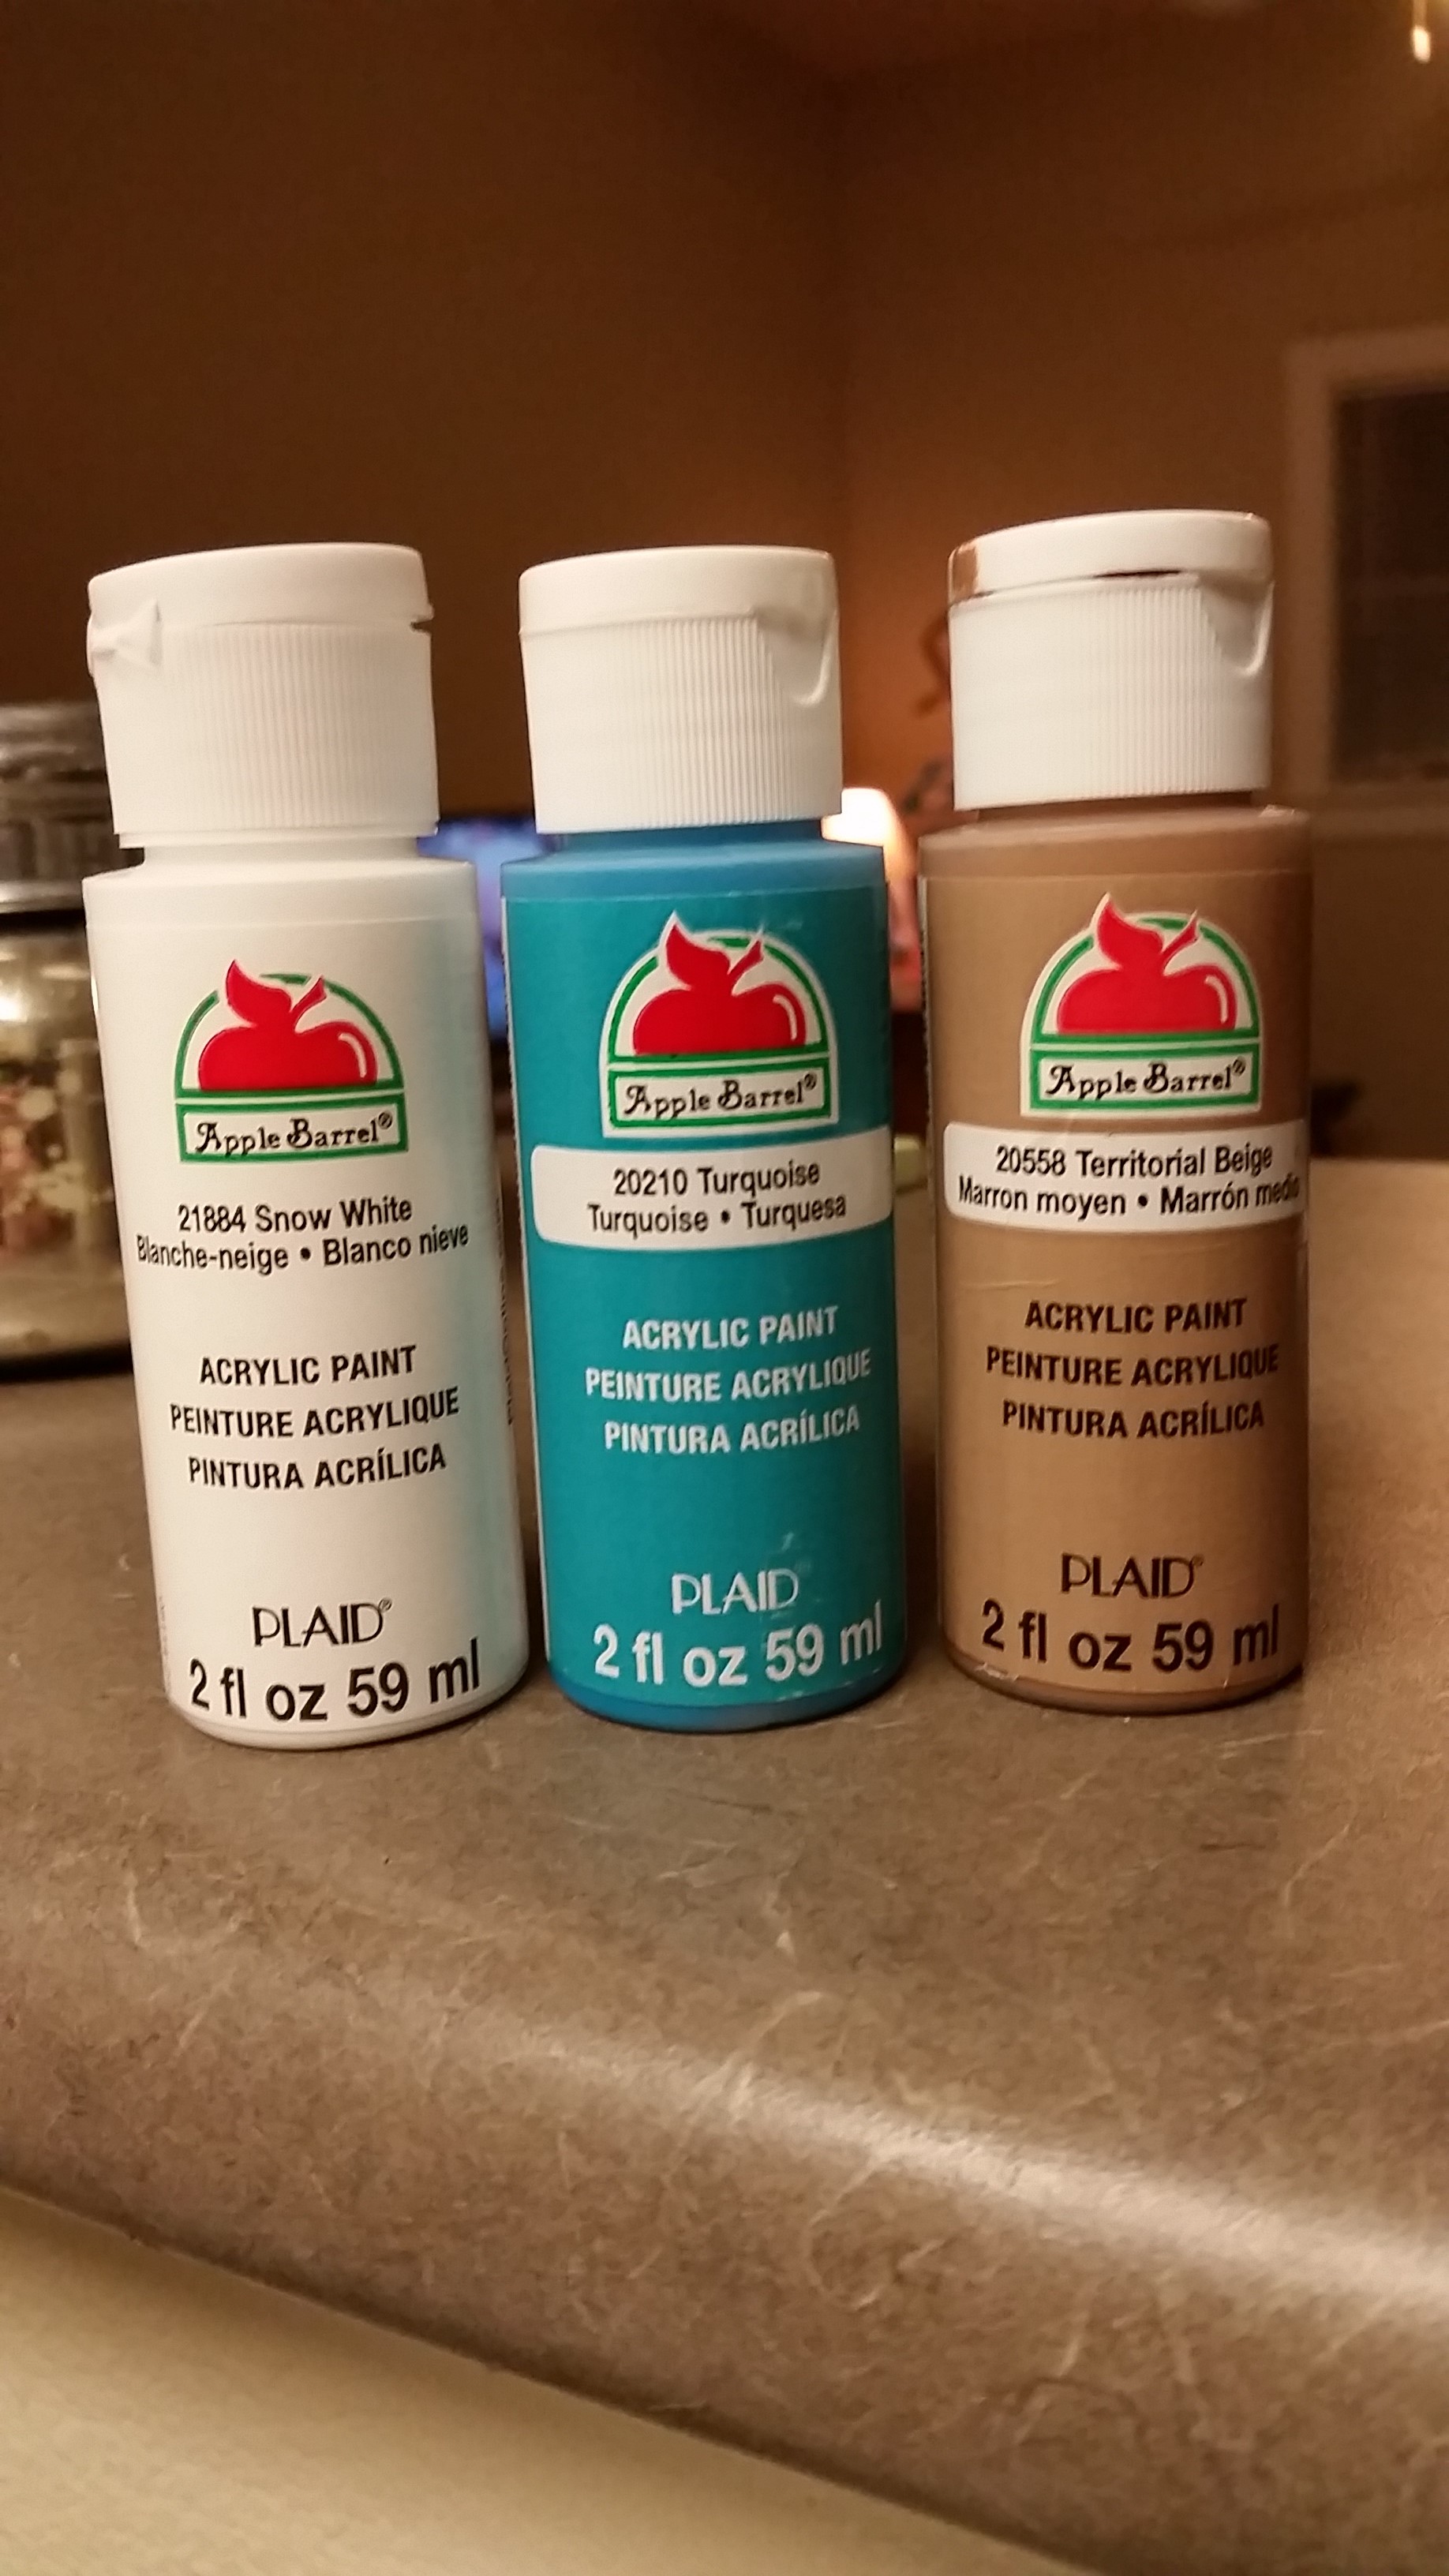 Apple Barrel®
21884 Snow White
Blanche-neige • Blanco nieve
ACRYLIC PAINT
PEINTURE ACRYLIQUE
PINTURA ACRÍLICA
PLAID®
2 fl oz 59 ml
Apple Barrel®
20210 Turquoise
Turquoise • Turquesa
ACRYLIC PAINT
PEINTURE ACRYLIQUE
PINTURA ACRÍLICA
PLAID®
2 fl oz 59 ml
Apple Barrel®
20558 Territorial Beige
Marron moyen • Marrón medio
ACRYLIC PAINT
PEINTURE ACRYLIQUE
PINTURA ACRÍLICA
PLAID®
2 fl oz 59 ml